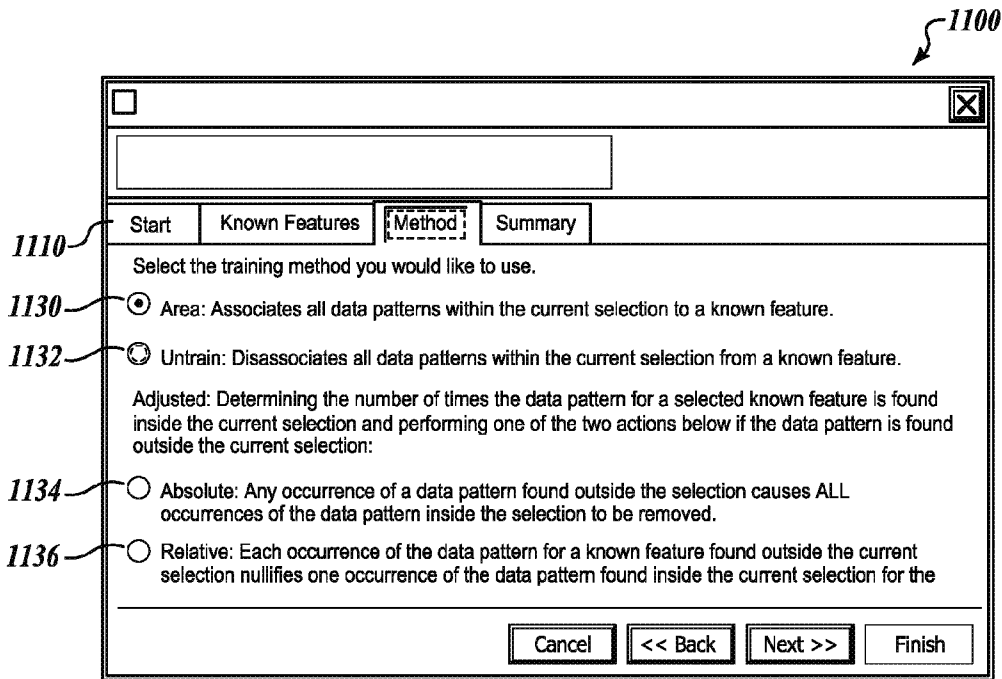 1100
1110
Start Known Features Method Summary
Select the training method you would like to use.
1130
Area: Associates all data patterns within the current selection to a known feature.
1132
Untrain: Disassociates all data patterns within the current selection from a known feature.
Adjusted: Determining the number of times the data pattern for a selected known feature is found
inside the current selection and performing one of the two actions below if the data pattern is found
outside the current selection:
1134
Absolute: Any occurrence of a data pattern found outside the selection causes ALL
occurrences of the data pattern inside the selection to be removed.
1136
Relative: Each occurrence of the data pattern for a known feature found outside the current
selection nullifies one occurrence of the data pattern found inside the current selection for the
Cancel << Back Next >> Finish